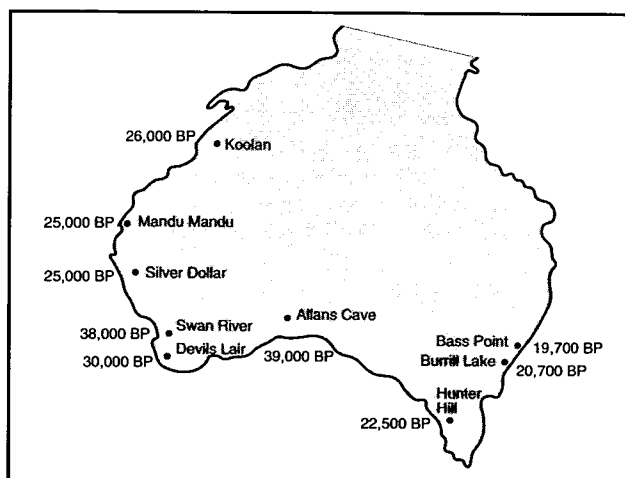 26,000 BP
Koolan
25,000 BP
Mandu Mandu
25,000 BP
Silver Dollar
Allans Cave
38,000 BP
Swan River
30,000 BP
Devils Lair
39,000 BP
Bass Point
19,700 BP
Burrill Lake
20,700 BP
Hunter
Hill
22,500 BP